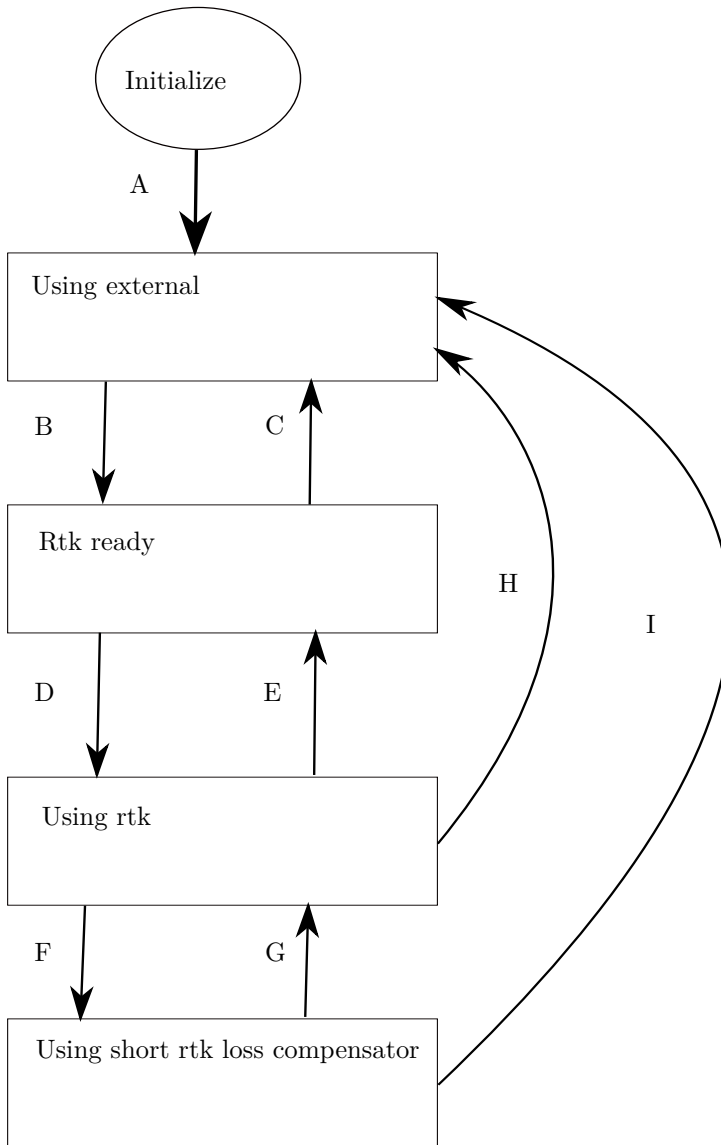 Initialize
A
Using external
B
C
Rtk ready
H
I
D
E
Using rtk
F
G
Using short rtk loss compensator